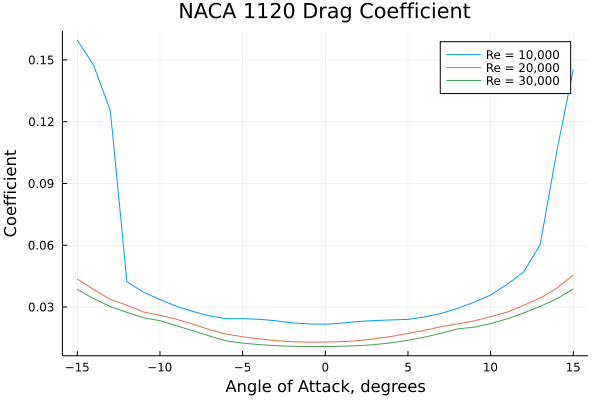 NACA 1120 Drag Coefficient
Re = 10,000
Re = 20,000
Re = 30,000
Coefficient
0.15
0.12
0.09
0.06
0.03
−15 −10 −5 0 5 10 15
Angle of Attack, degrees